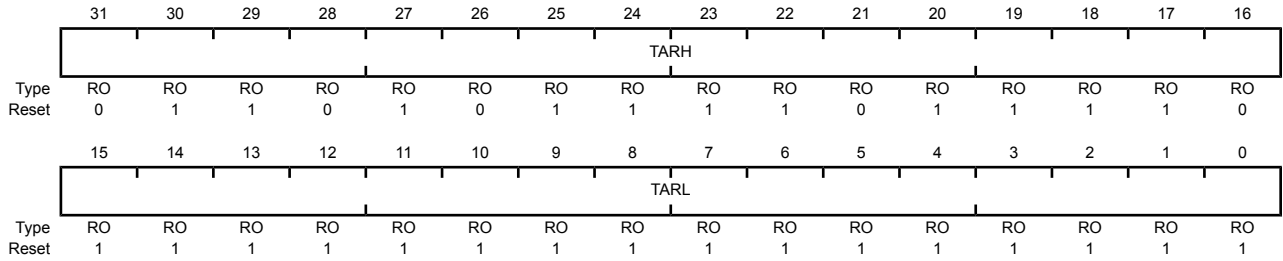 31 30 29 28 27 26 25 24 23 22 21 20 19 18 17 16
TARH
Type RO RO RO RO RO RO RO RO RO RO RO RO RO RO RO RO
Reset 0 1 1 0 1 0 1 1 1 1 0 1 1 1 1 0
15 14 13 12 11 10 9 8 7 6 5 4 3 2 1 0
TARL
Type RO RO RO RO RO RO RO RO RO RO RO RO RO RO RO RO
Reset 1 1 1 1 1 1 1 1 1 1 1 1 1 1 1 1